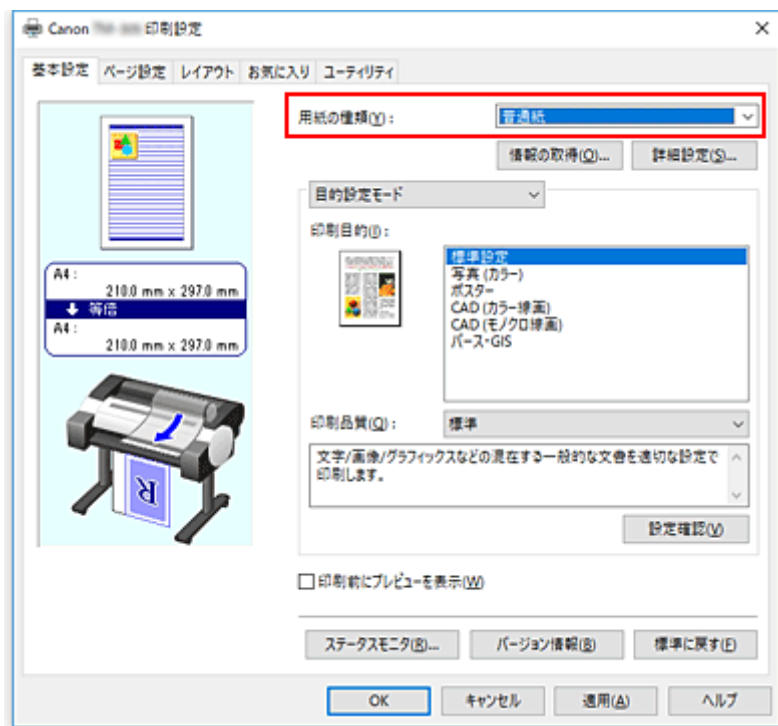 Canon 印刷設定
基本設定 ページ設定 レイアウト お気に入り ユーティリティ
用紙の種類(Y): 普通紙
情報の取得(O)... 詳細設定(S)...
目的設定モード
印刷目的(I):
標準設定
写真 (カラー)
ポスター
CAD (カラー線画)
CAD (モノクロ線画)
パース・GIS
A4 :
210.0 mm x 297.0 mm
等倍
A4 :
210.0 mm x 297.0 mm
R
印刷品質(Q): 標準
文字/画像/グラフィックスなどの混在する一般的な文書を適切な設定で
印刷します。
設定確認(V)
印刷前にプレビューを表示(W)
ステータスモニタ(R)... バージョン情報(B) 標準に戻す(F)
OK キャンセル 適用(A) ヘルプ